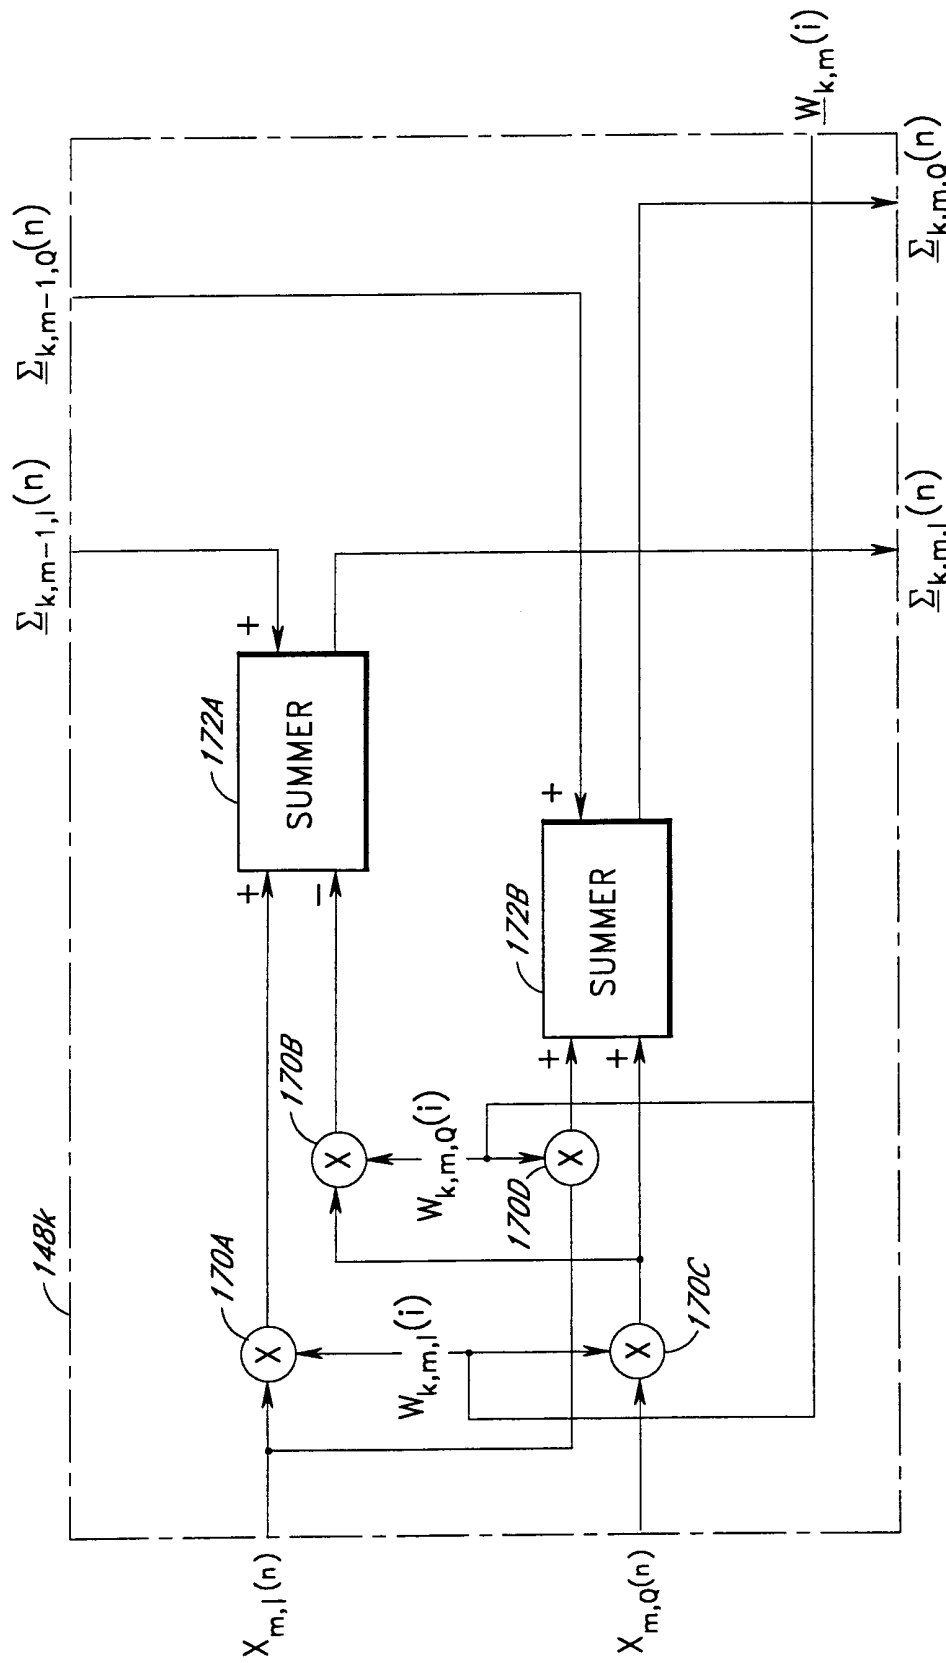 148k
Σk,m-1,I(n)
Σk,m-1,Q(n)
172A
170A
+
+
SUMMER
-
170B
Wk,m,I(i)
Wk,m,Q(i)
172B
170D
+
+
+
SUMMER
170C
X
X
X
X
Xm,I(n)
Xm,Q(n)
Wk,m(i)
Σk,m,I(n)
Σk,m,Q(n)